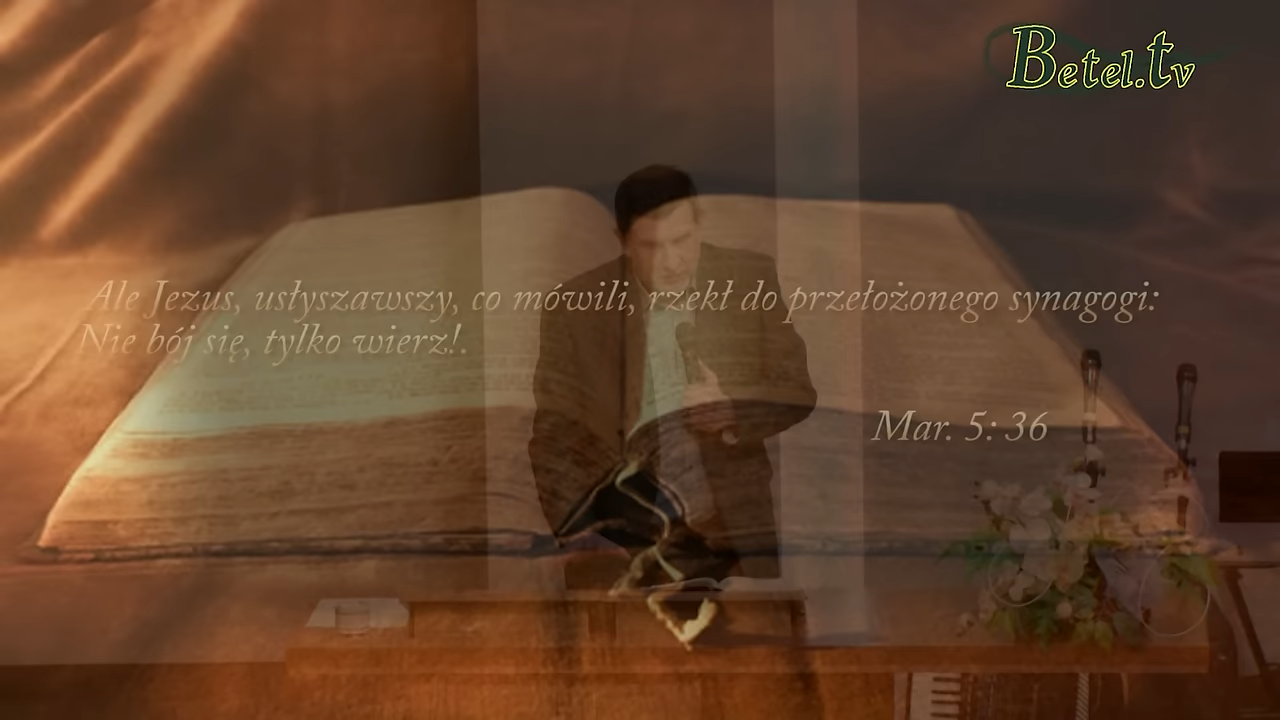 Betel.tv
Ale Jezus, usłyszawszy, co mówili, rzekł do przełożonego synagogi:
Nie bój się, tylko wierz!.
Mar. 5: 36